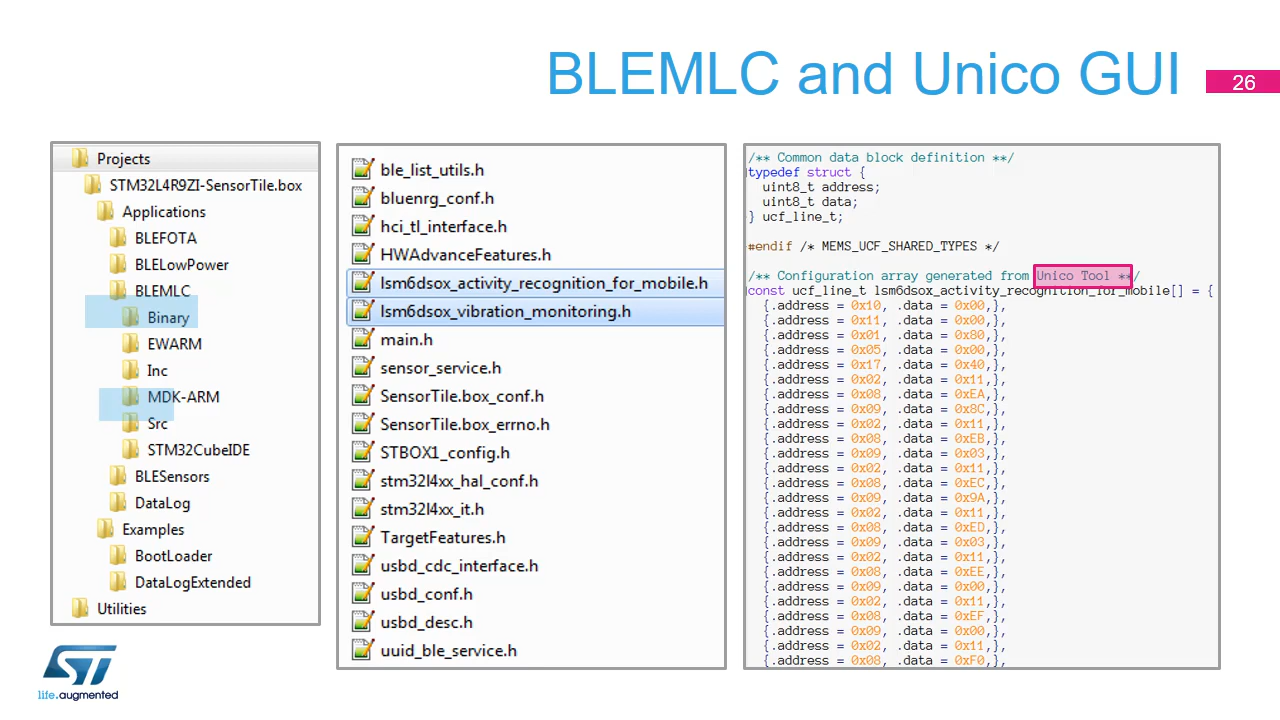 BLEMLC and Unico GUI
26
Projects
STM32L4R9ZI-SensorTile.box
Applications
BLEFOTA
BLELowPower
BLEMLC
Binary
EWARM
Inc
MDK-ARM
Src
STM32CubeIDE
BLESensors
DataLog
Examples
BootLoader
DataLogExtended
Utilities
ble_list_utils.h
bluenrg_conf.h
hci_tl_interface.h
HWAdvanceFeatures.h
lsm6dsox_activity_recognition_for_mobile.h
lsm6dsox_vibration_monitoring.h
main.h
sensor_service.h
SensorTile.box_conf.h
SensorTile.box_errno.h
STBOX1_config.h
stm32l4xx_hal_conf.h
stm32l4xx_it.h
TargetFeatures.h
usbd_cdc_interface.h
usbd_conf.h
usbd_desc.h
uuid_ble_service.h
/** Common data block definition **/
typedef struct {
uint8_t address;
uint8_t data;
} ucf_line_t;
#endif /* MEMS_UCF_SHARED_TYPES */
/** Configuration array generated from Unico Tool **/
const ucf_line_t lsm6dsox_activity_recognition_for_mobile[] = {
{.address = 0x10, .data = 0x00,},
{.address = 0x11, .data = 0x00,},
{.address = 0x01, .data = 0x80,},
{.address = 0x05, .data = 0x00,},
{.address = 0x17, .data = 0x40,},
{.address = 0x02, .data = 0x11,},
{.address = 0x08, .data = 0xEA,},
{.address = 0x09, .data = 0x8C,},
{.address = 0x02, .data = 0x11,},
{.address = 0x08, .data = 0xEB,},
{.address = 0x09, .data = 0x03,},
{.address = 0x02, .data = 0x11,},
{.address = 0x08, .data = 0xEC,},
{.address = 0x09, .data = 0x9A,},
{.address = 0x02, .data = 0x11,},
{.address = 0x08, .data = 0xED,},
{.address = 0x09, .data = 0x03,},
{.address = 0x02, .data = 0x11,},
{.address = 0x08, .data = 0xEE,},
{.address = 0x09, .data = 0x00,},
{.address = 0x02, .data = 0x11,},
{.address = 0x08, .data = 0xEF,},
{.address = 0x09, .data = 0x00,},
{.address = 0x02, .data = 0x11,},
{.address = 0x08, .data = 0xF0,},
ST
life.augmented